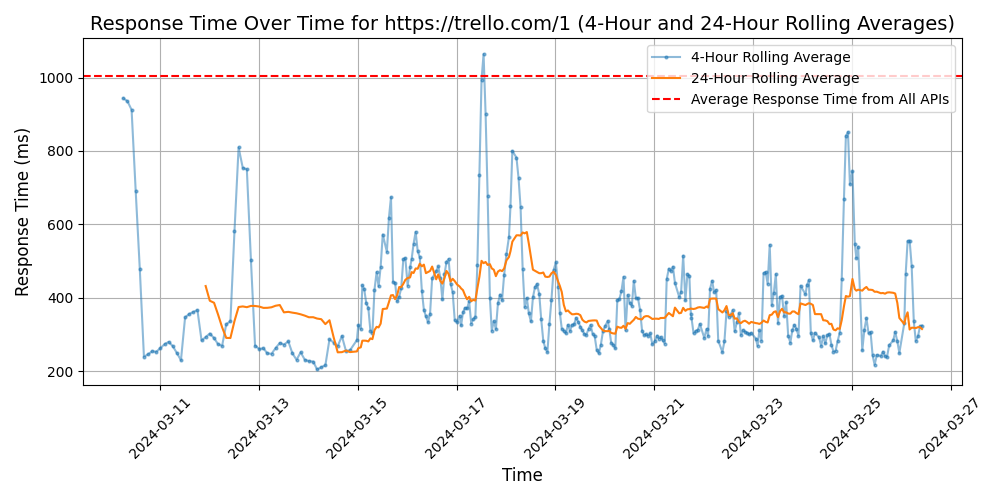 Response Time Over Time for https://trello.com/1 (4-Hour and 24-Hour Rolling Averages)
4-Hour Rolling Average
24-Hour Rolling Average
Average Response Time from All APIs
Response Time (ms)
1000
800
600
400
200
2024-03-11
2024-03-13
2024-03-15
2024-03-17
2024-03-19
2024-03-21
2024-03-23
2024-03-25
2024-03-27
Time